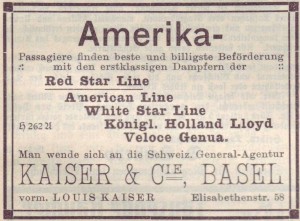 Amerika-
Passagiere finden beste und billigste Beförderung
mit den erstklassigen Dampfern der
Red Star Line
American Line
White Star Line
Königl. Holland Lloyd
Veloce Genua.
Man wende sich an die Schweiz. General-Agentur
KAISER & CIE, BASEL
vorm. LOUIS KAISER Elisabethenstr. 58